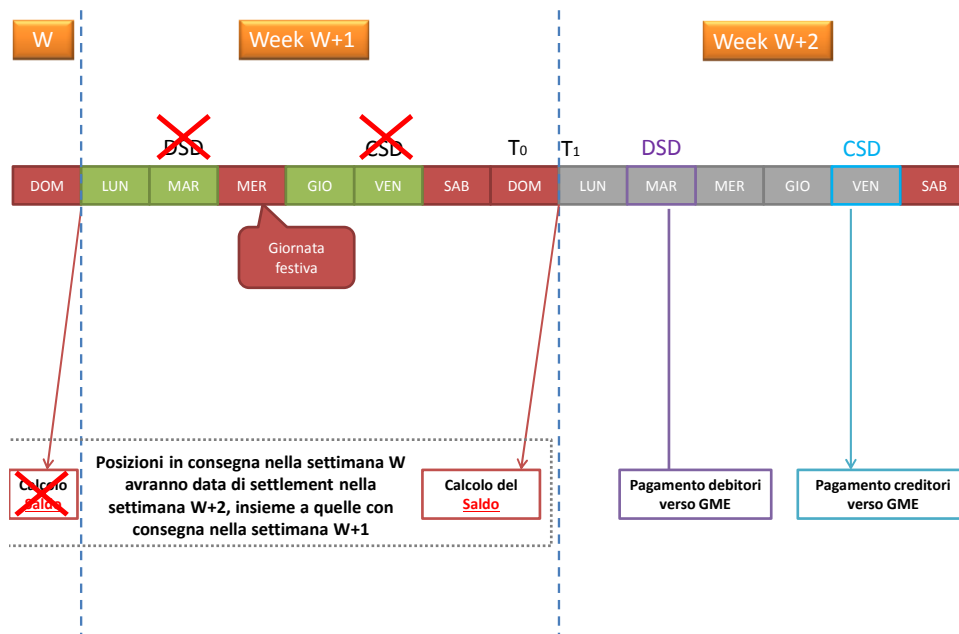 W
Week W+1
Week W+2
DSD
CSD
T0
T1
DSD
CSD
DOM
LUN
MAR
MER
GIO
VEN
SAB
DOM
LUN
MAR
MER
GIO
VEN
SAB
Giornata
festiva
Calcolo
Saldo
Posizioni in consegna nella settimana W
avranno data di settlement nella
settimana W+2, insieme a quelle con
consegna nella settimana W+1
Calcolo del
Saldo
Pagamento debitori
verso GME
Pagamento creditori
verso GME